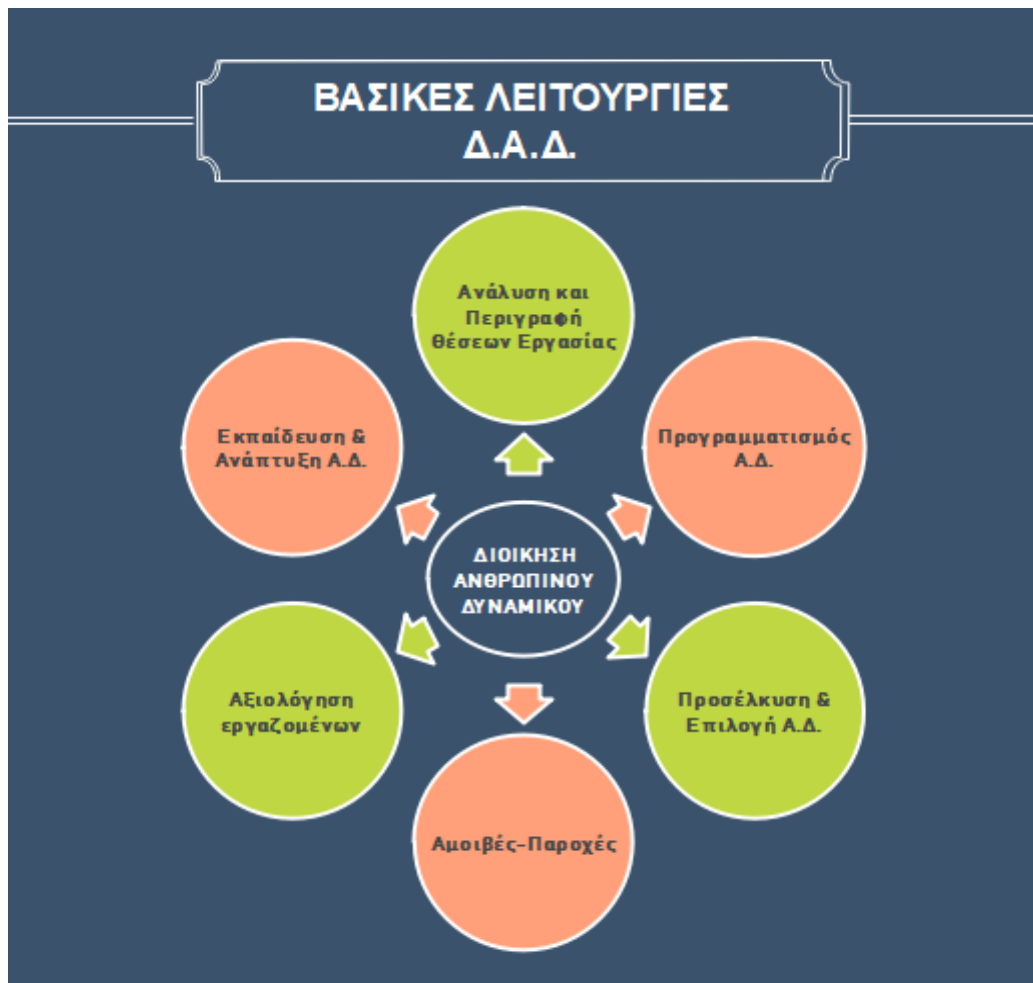 ΒΑΣΙΚΕΣ ΛΕΙΤΟΥΡΓΙΕΣ
Δ.Α.Δ.
Ανάλυση και
Περιγραφή
Θέσεων Εργασίας
Προγραμματισμός
Α.Δ.
Προσέλκυση &
Επιλογή Α.Δ.
Αμοιβές-Παροχές
Αξιολόγηση
εργαζομένων
Εκπαίδευση &
Ανάπτυξη Α.Δ.
ΔΙΟΙΚΗΣΗ
ΑΝΘΡΩΠΙΝΟΥ
ΔΥΝΑΜΙΚΟΥ